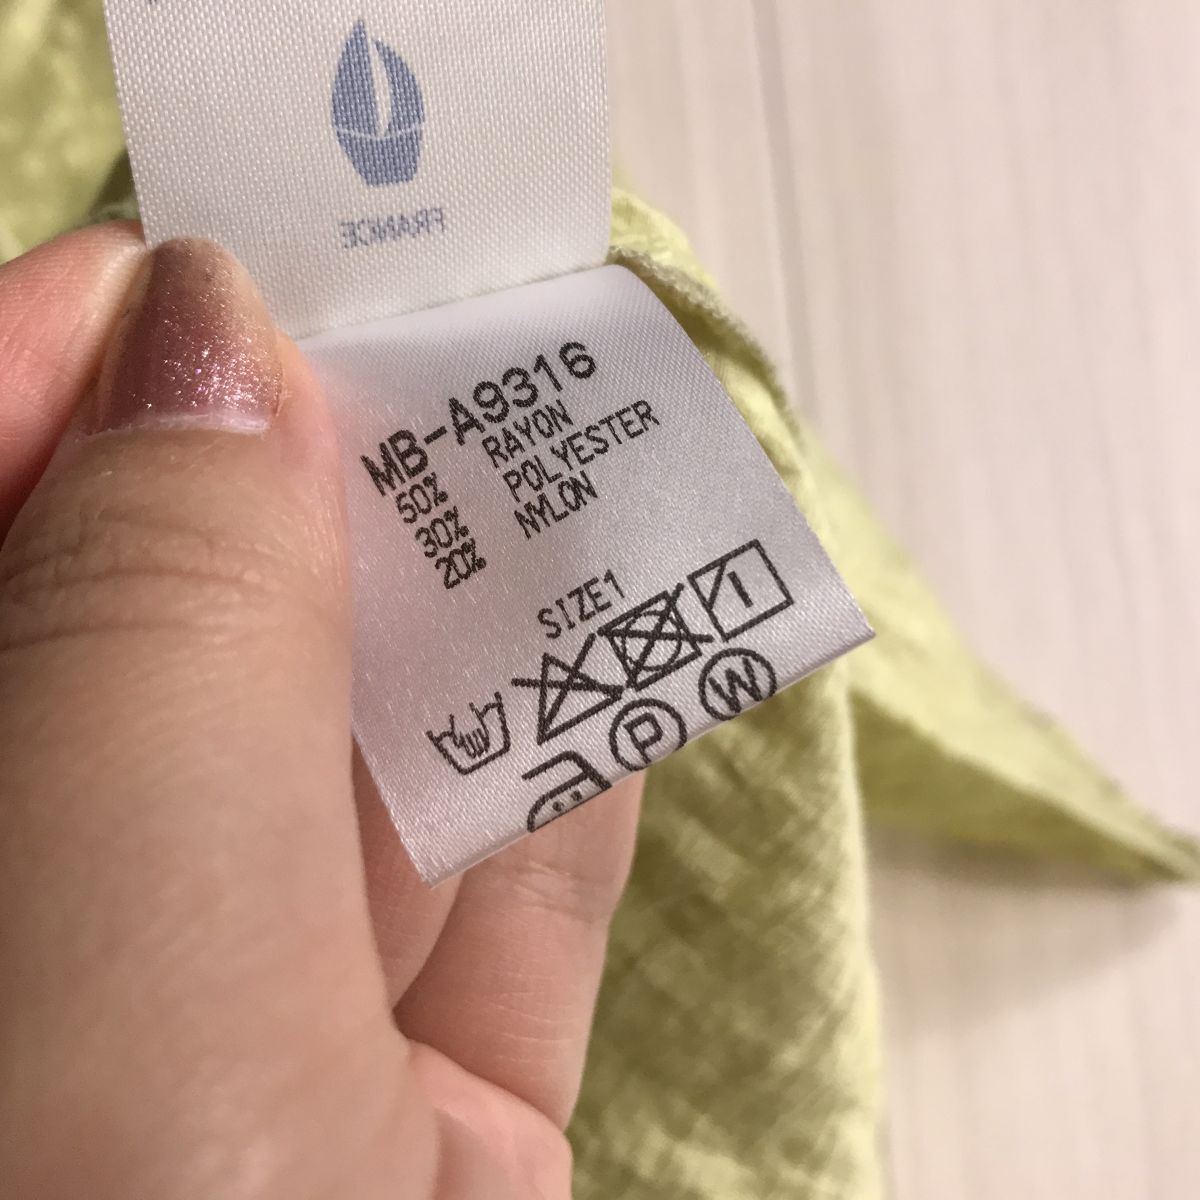 FRANCE
MB-A9316
50% RAYON
30% POLYESTER
20% NYLON
SIZE1
P W